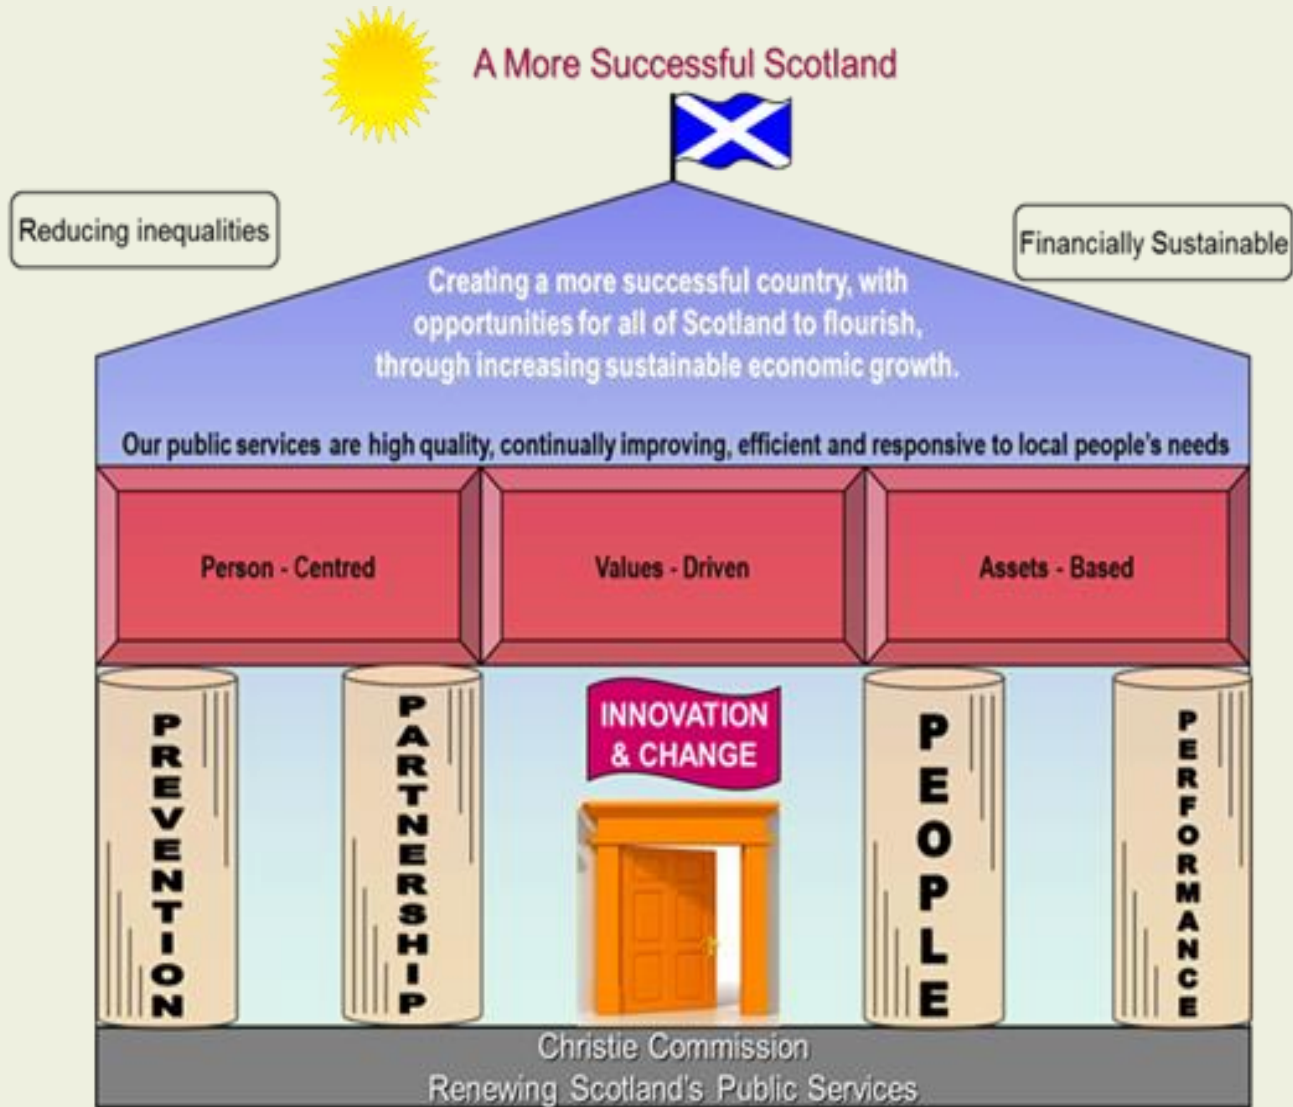 A More Successful Scotland
Reducing inequalities
Financially Sustainable
Creating a more successful country, with
opportunities for all of Scotland to flourish,
through increasing sustainable economic growth.
Our public services are high quality, continually improving, efficient and responsive to local people's needs
Person - Centred
Values - Driven
Assets - Based
PREVENTION
PARTNERSHIP
INNOVATION
& CHANGE
PEOPLE
PERFORMANCE
Christie Commission
Renewing Scotland's Public Services